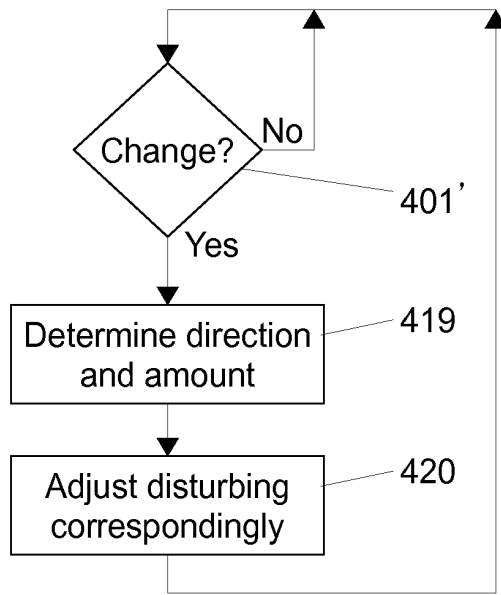 No
Change?
401'
Yes
Determine direction
and amount
419
Adjust disturbing
correspondingly
420